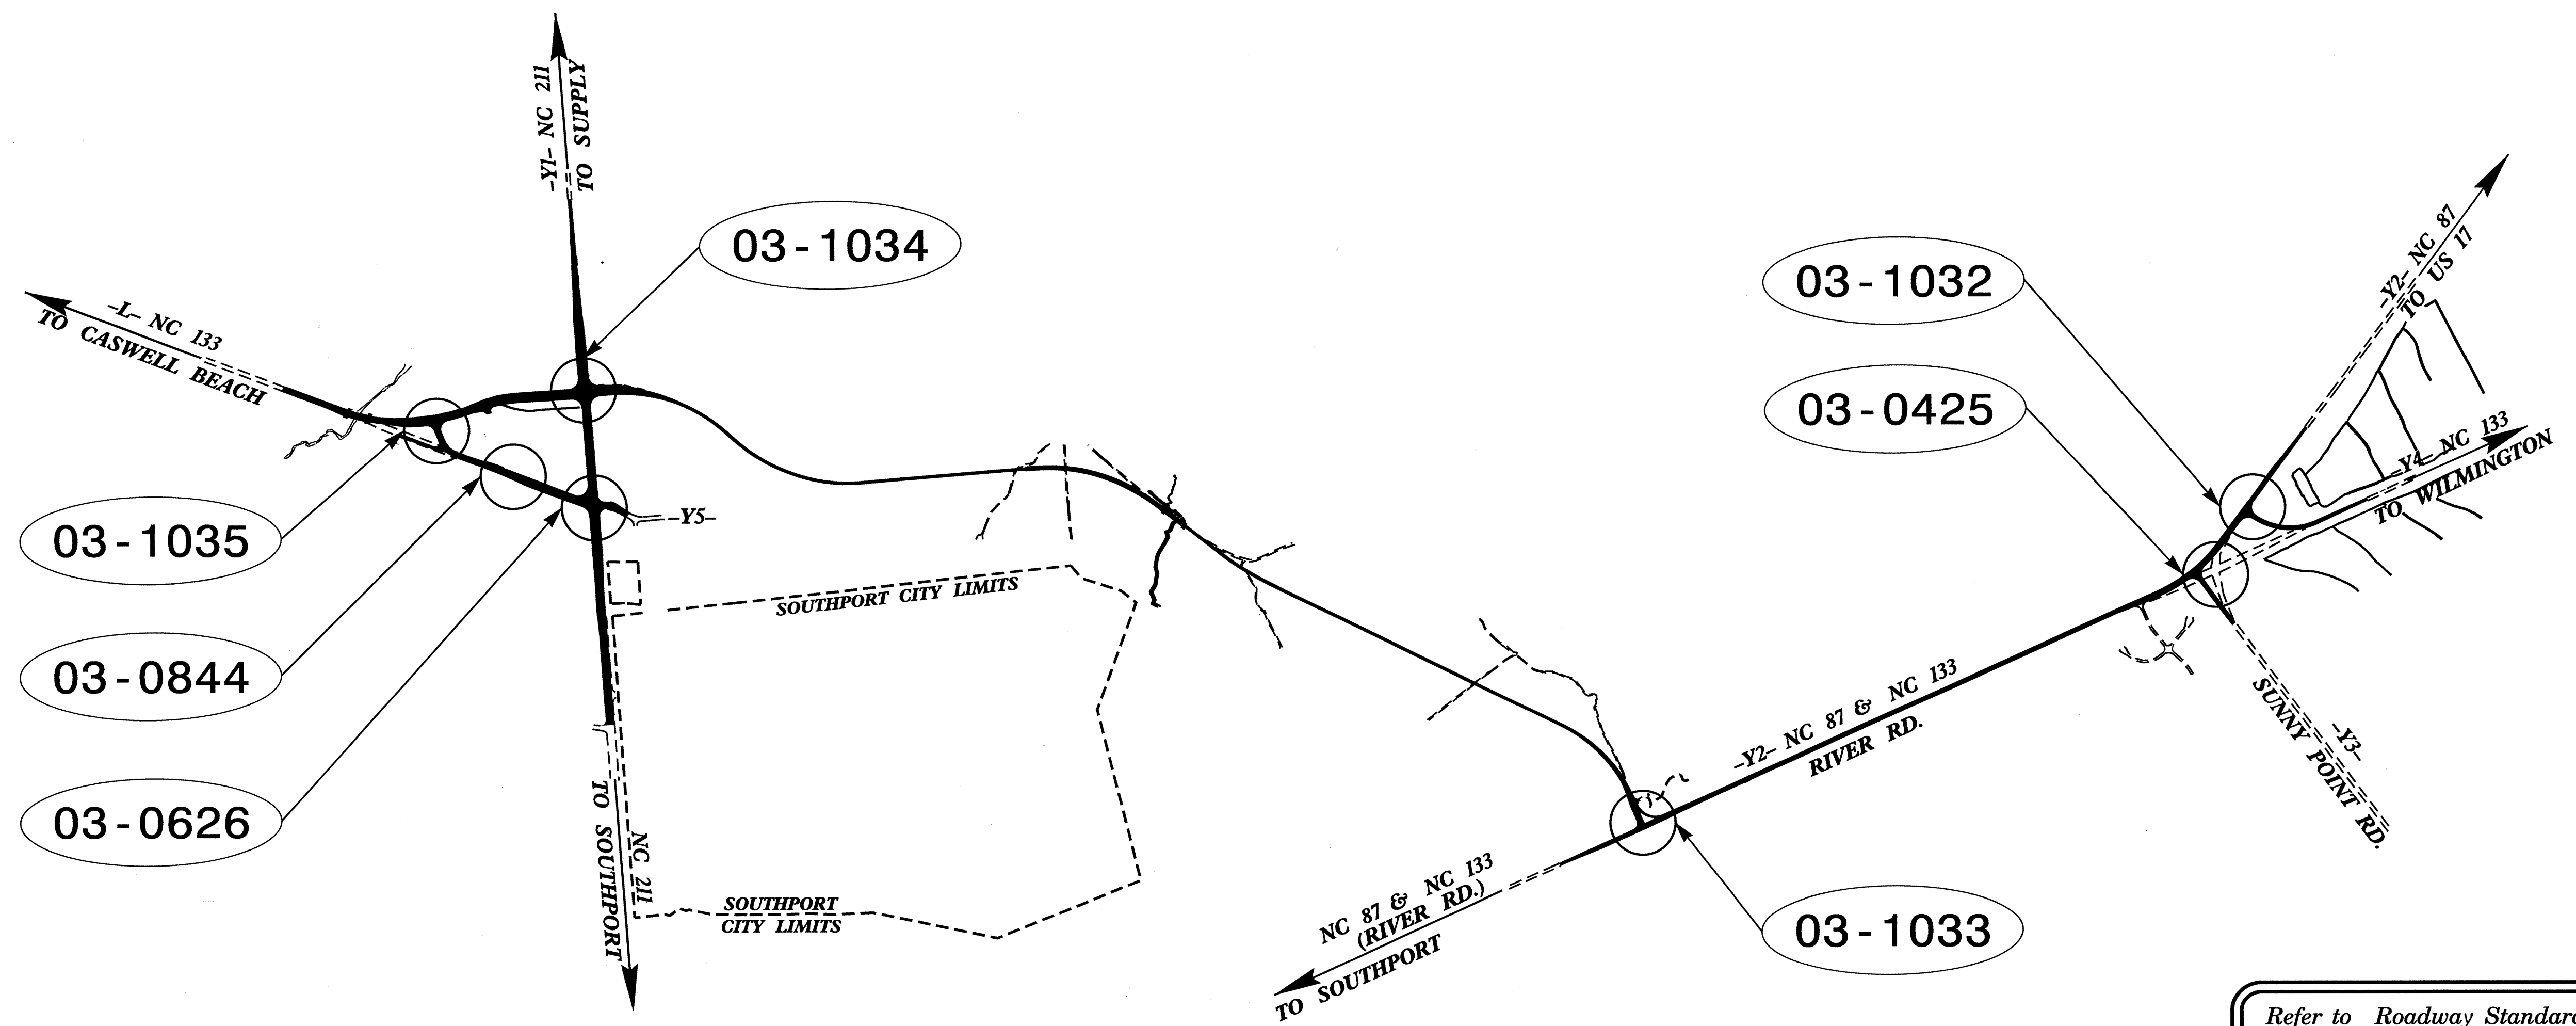 -Y1- NC 211
TO SUPPLY
03-1034
-L- NC 133
TO CASWELL BEACH
03-1035
03-0844
03-0626
-Y5-
SOUTHPORT CITY LIMITS
TO SOUTHPORT
NC 211
SOUTHPORT
CITY LIMITS
03-1032
03-0425
-Y2- NC 87
TO US 17
-Y4- NC 133
TO WILMINGTON
-Y3-
SUNNY POINT RD.
-Y2- NC 87 & NC 133
RIVER RD.
NC 87 & NC 133
(RIVER RD.)
TO SOUTHPORT
03-1033
Refer to Roadway Standard